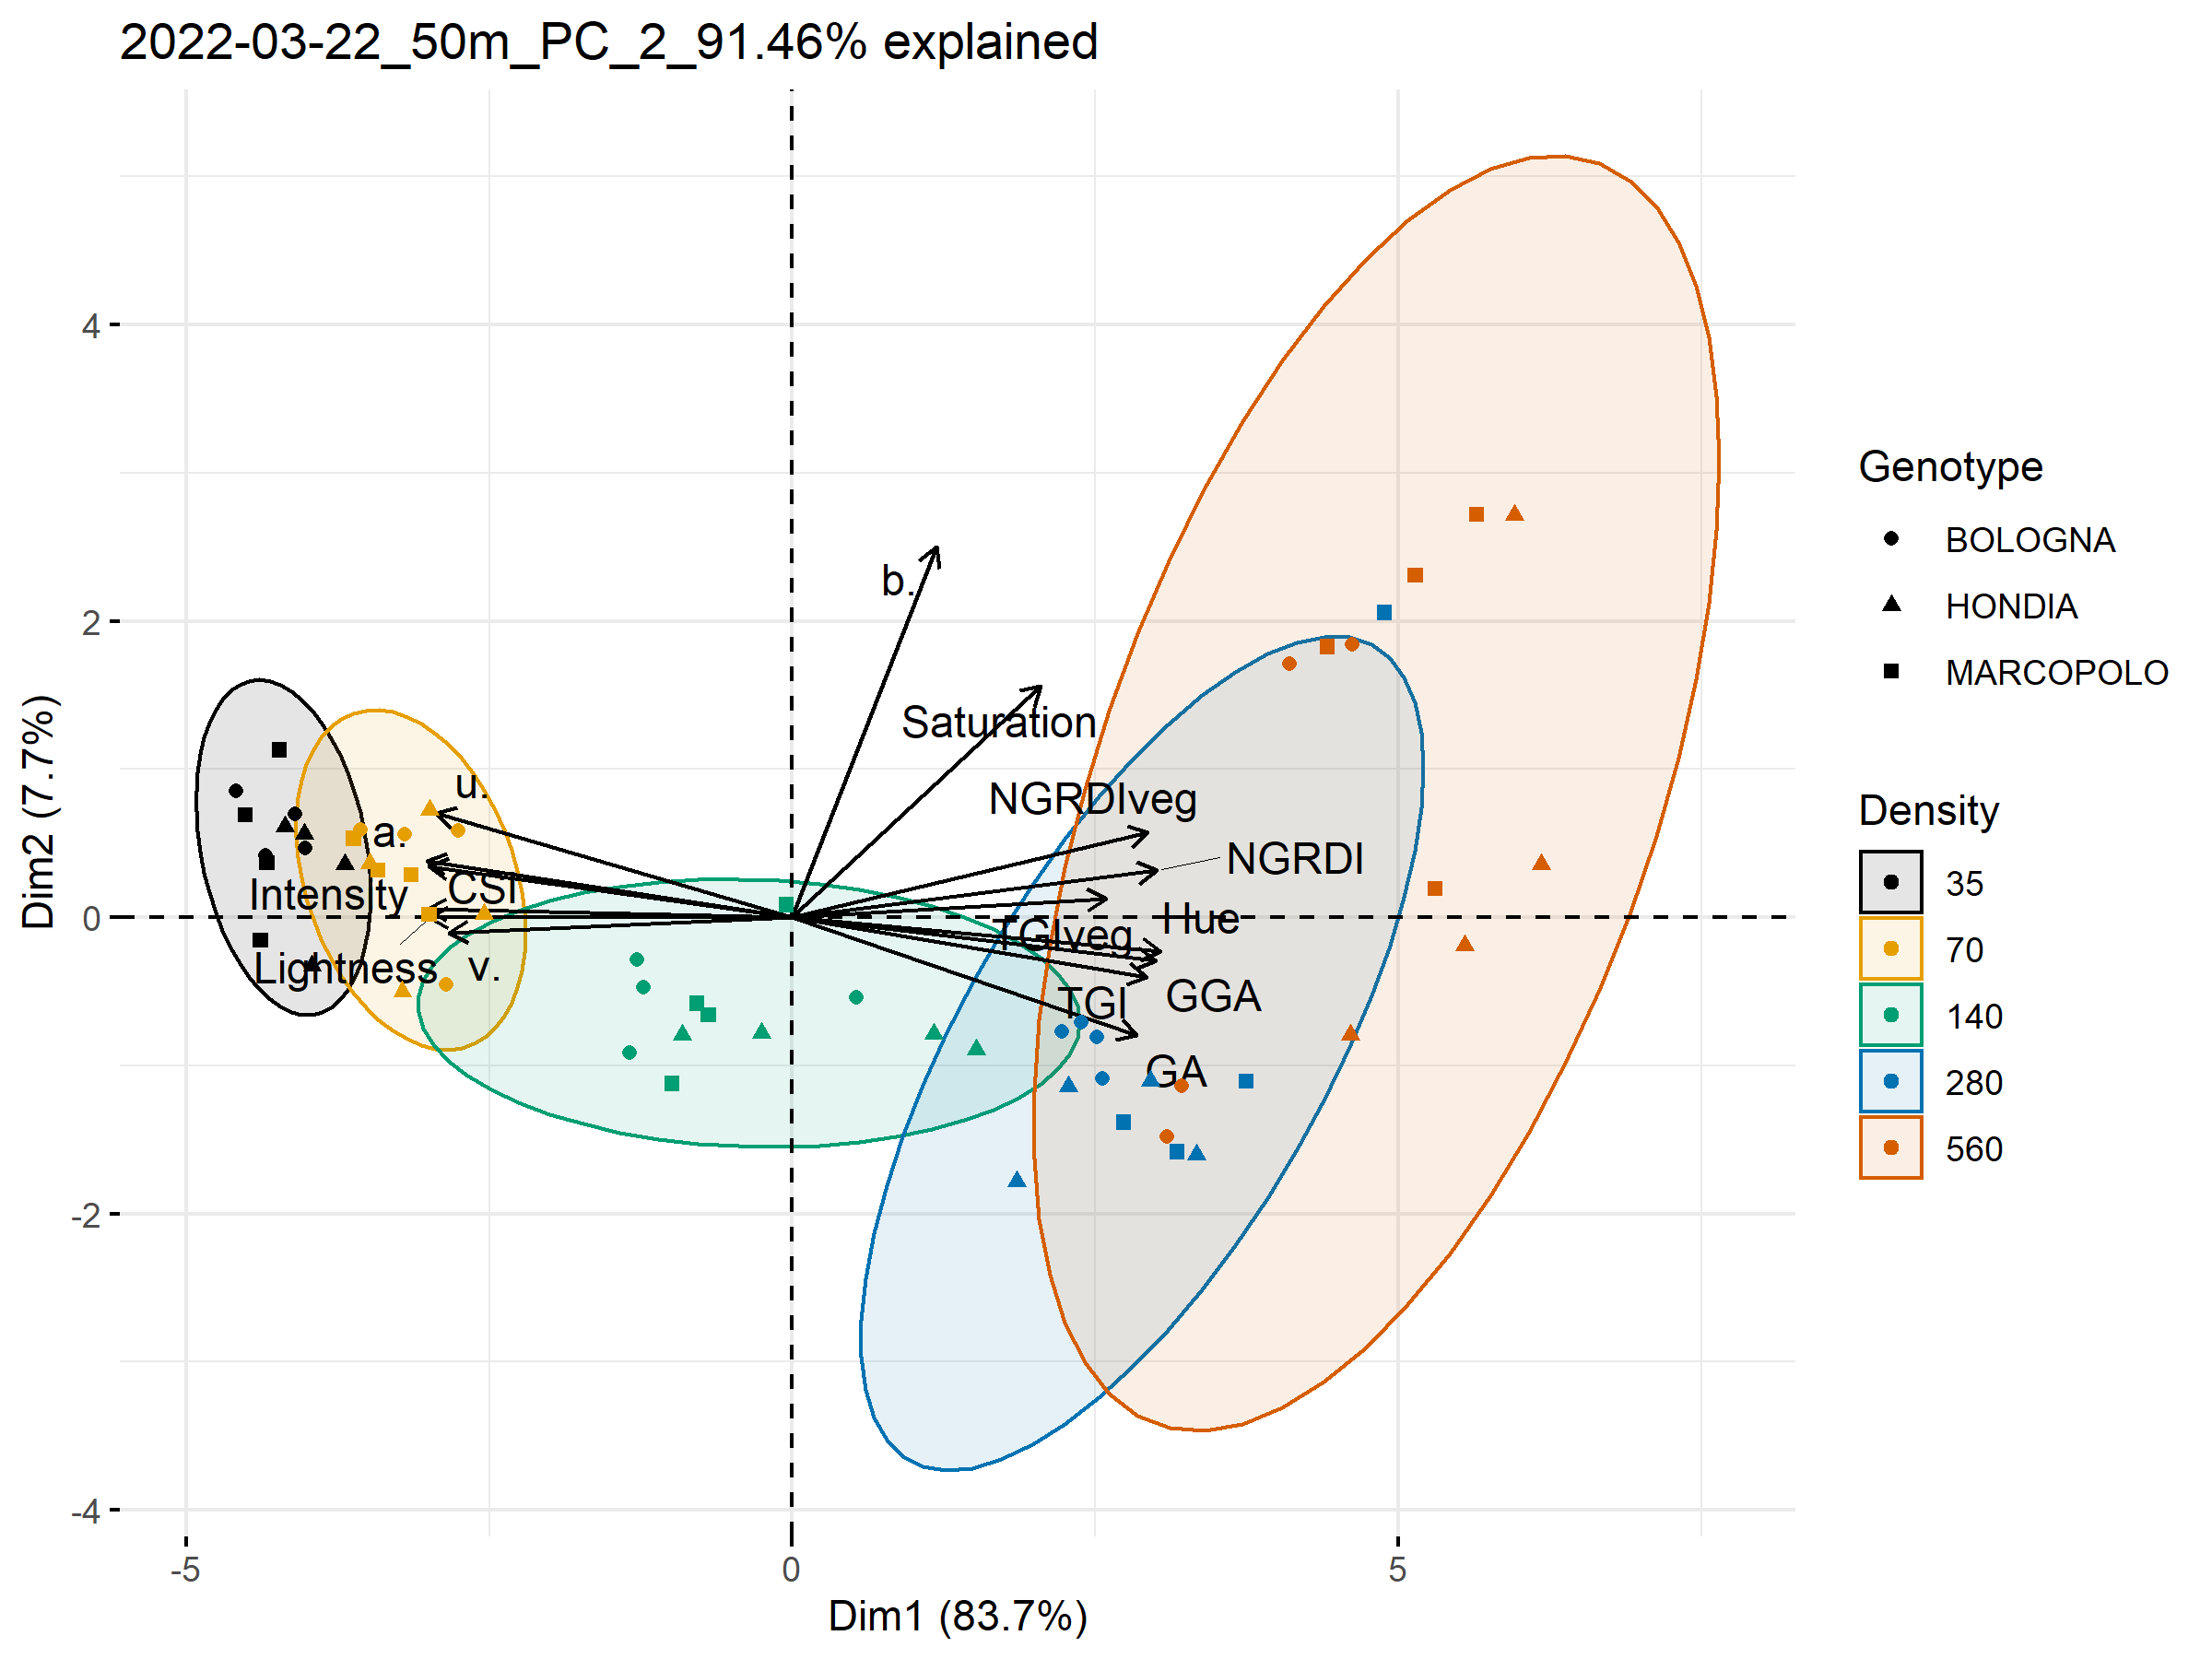 2022-03-22_50m_PC_2_91.46% explained
Dim2 (7.7%)
4
2
0
-2
-4
b.
Saturation
NGRDIveg
NGRDI
u.
a.
Intensity
CSI
Hue
TGIveg
Lightness
v.
TGI
GGA
GA
-5
0
5
Dim1 (83.7%)
Genotype
BOLOGNA
HONDIA
MARCOPOLO
Density
35
70
140
280
560